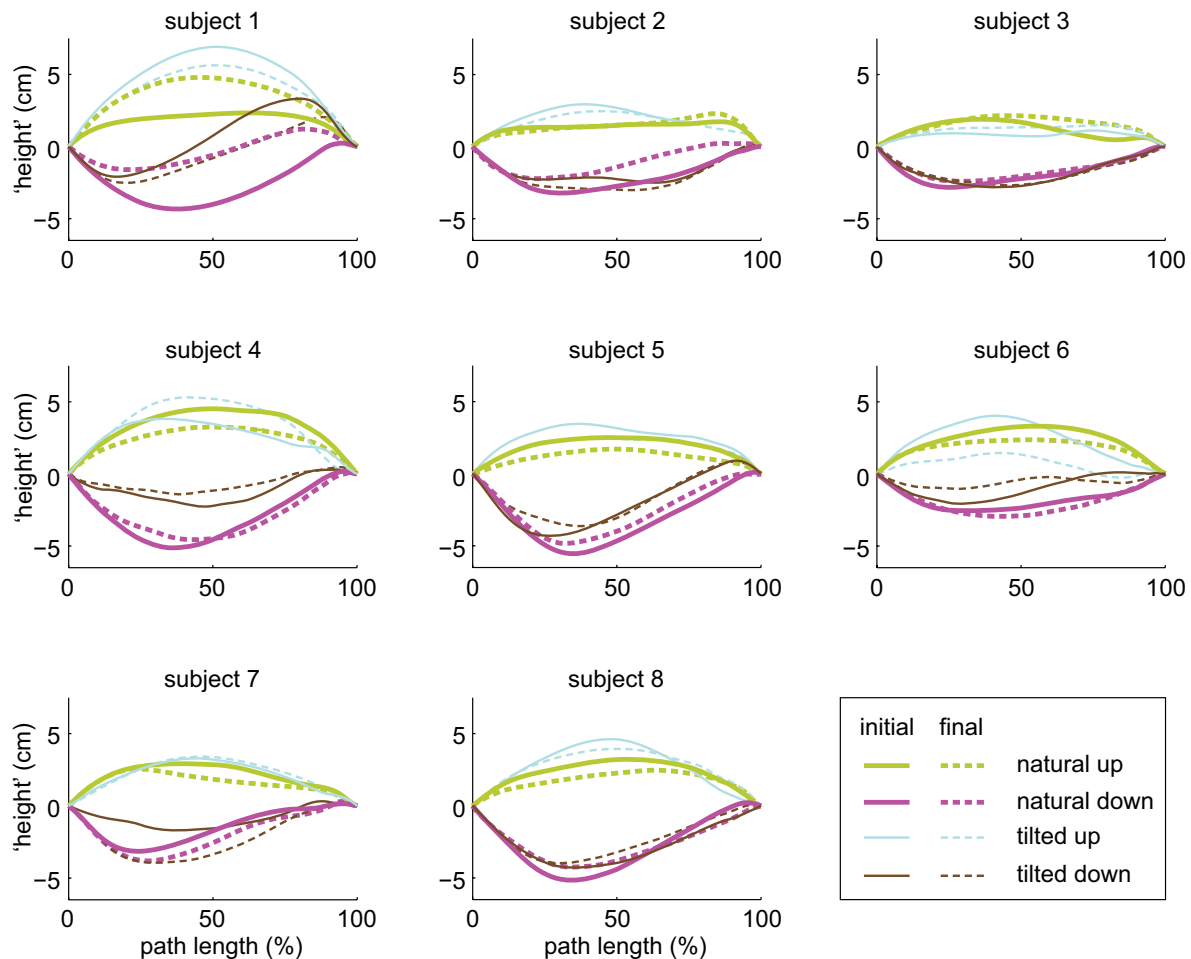 subject 1
subject 2
subject 3
'height' (cm)
5
0
−5
0 50 100
5
0
−5
0 50 100
5
0
−5
0 50 100
subject 4
subject 5
subject 6
'height' (cm)
5
0
−5
0 50 100
5
0
−5
0 50 100
5
0
−5
0 50 100
subject 7
subject 8
'height' (cm)
5
0
−5
0 50 100
path length (%)
5
0
−5
0 50 100
path length (%)
initial final
natural up
natural down
tilted up
tilted down